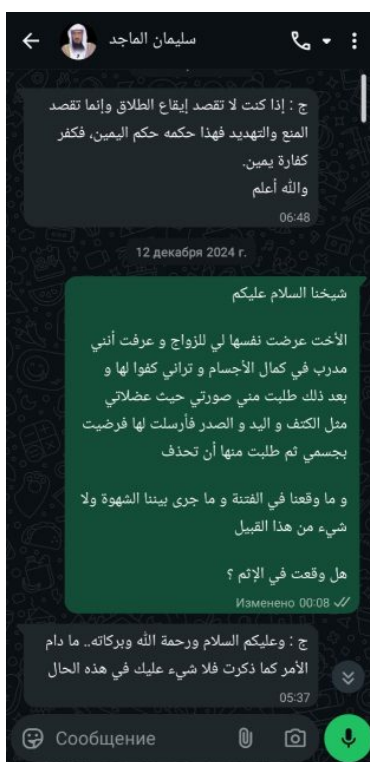 سليمان الماجد
ج : إذا كنت لا تقصد إيقاع الطلاق وإنما تقصد
المنع والتهديد فهذا حكمه حكم اليمين، فكفر
كفارة يمين.
والله أعلم
06:48
12 декабря 2024 г.
شيخنا السلام عليكم
الأخت عرضت نفسها لي للزواج و عرفت أنني
مدرب في كمال الأجسام و تراني كفوا لها و
بعد ذلك طلبت مني صورتي حيث عضلاتي
مثل الكتف و اليد و الصدر فأرسلت لها فرضيت
بجسمي ثم طلبت منها أن تحذف
و ما وقعنا في الفتنة و ما جرى بيننا الشهوة ولا
شيء من هذا القبيل
هل وقعت في الإثم ؟
Изменено 00:08
ج : وعليكم السلام ورحمة الله وبركاته.. ما دام
الأمر كما ذكرت فلا شيء عليك في هذه الحال
05:37
Сообщение